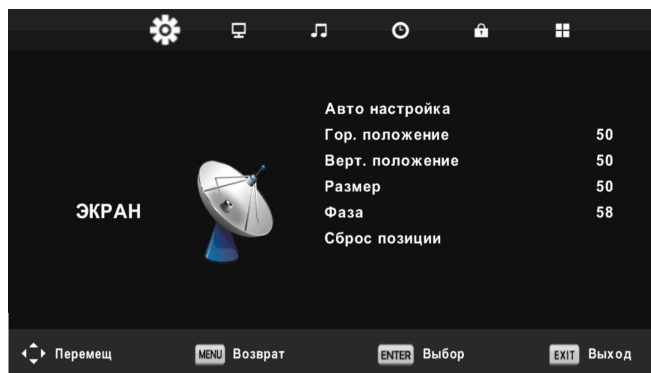 Авто настройка
Гор. положение 50
Верт. положение 50
Размер 50
ЭКРАН
Фаза 58
Сброс позиции
Перемещ MENU Возврат ENTER Выбор EXIT Выход